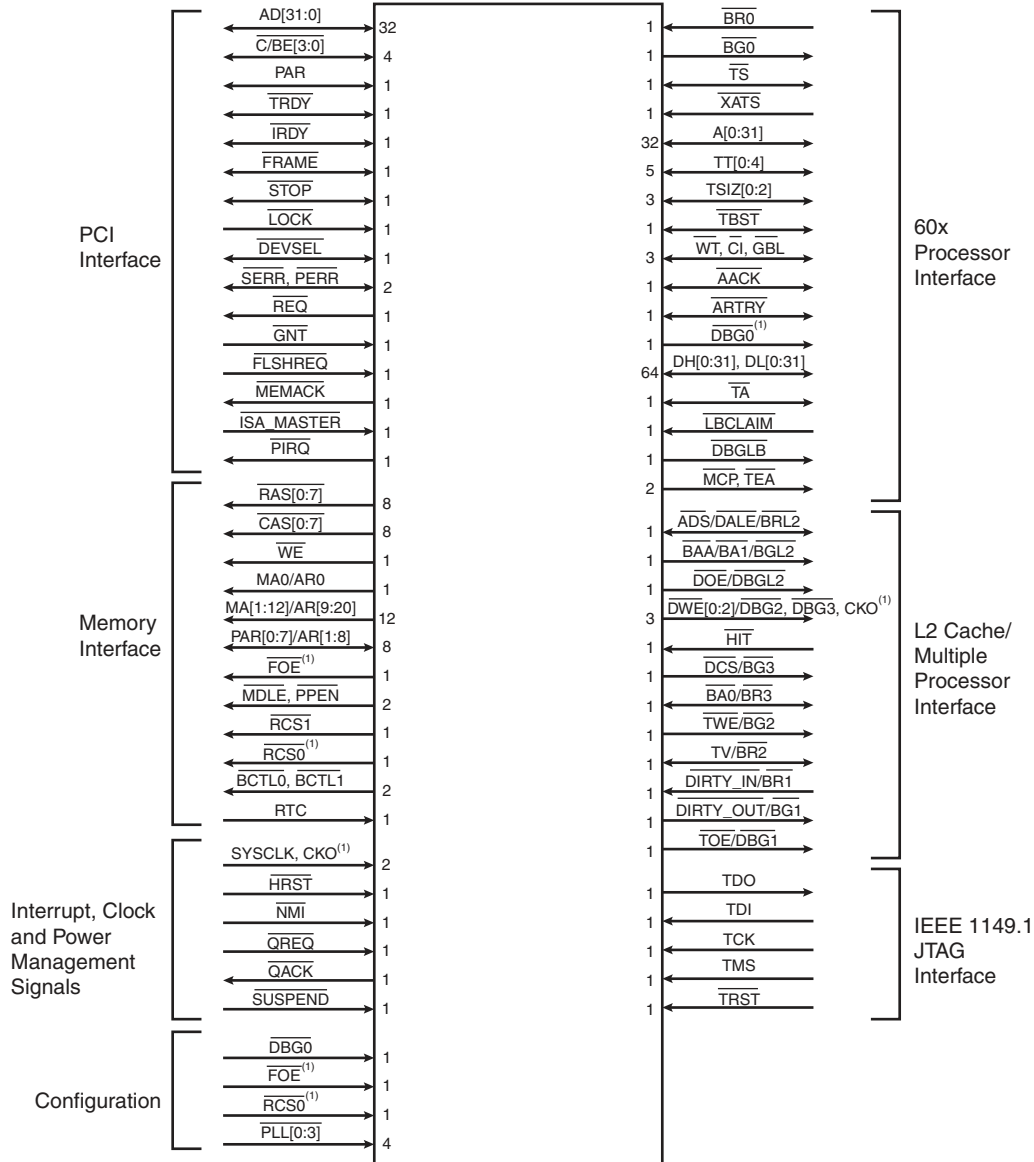 PCI
Interface
AD[31:0] 32
C/BE[3:0] 4
PAR 1
TRDY 1
IRDY 1
FRAME 1
STOP 1
LOCK 1
DEVSEL 1
SERR, PERR 2
REQ 1
GNT 1
FLSHREQ 1
MEMACK 1
ISA_MASTER 1
PIRQ 1
Memory
Interface
RAS[0:7] 8
CAS[0:7] 8
WE 1
MA0/AR0 1
MA[1:12]/AR[9:20] 12
PAR[0:7]/AR[1:8] 8
FOE(1) 1
MDLE, PPEN 2
RCS1 1
RCS0(1) 1
BCTL0, BCTL1 2
RTC 1
Interrupt, Clock
and Power
Management
Signals
SYSCLK, CKO(1) 2
HRST 1
NMI 1
QREQ 1
QACK 1
SUSPEND 1
Configuration
DBG0 1
FOE(1) 1
RCS0(1) 1
PLL[0:3] 4
1 BR0
1 BG0
1 TS
1 XATS
32 A[0:31]
5 TT[0:4]
3 TSIZ[0:2]
1 TBST
3 WT, CI, GBL
1 AACK
1 ARTRY
1 DBG0(1)
64 DH[0:31], DL[0:31]
1 TA
1 LBCLAIM
1 DBGLB
2 MCP, TEA
60x
Processor
Interface
1 ADS/DALE/BRL2
1 BAA/BA1/BGL2
1 DOE/DBGL2
3 DWE[0:2]/DBG2, DBG3, CKO(1)
1 HIT
1 DCS/BG3
1 BA0/BR3
1 TWE/BG2
1 TV/BR2
1 DIRTY_IN/BR1
1 DIRTY_OUT/BG1
1 TOE/DBG1
L2 Cache/
Multiple
Processor
Interface
1 TDO
1 TDI
1 TCK
1 TMS
1 TRST
IEEE 1149.1
JTAG
Interface